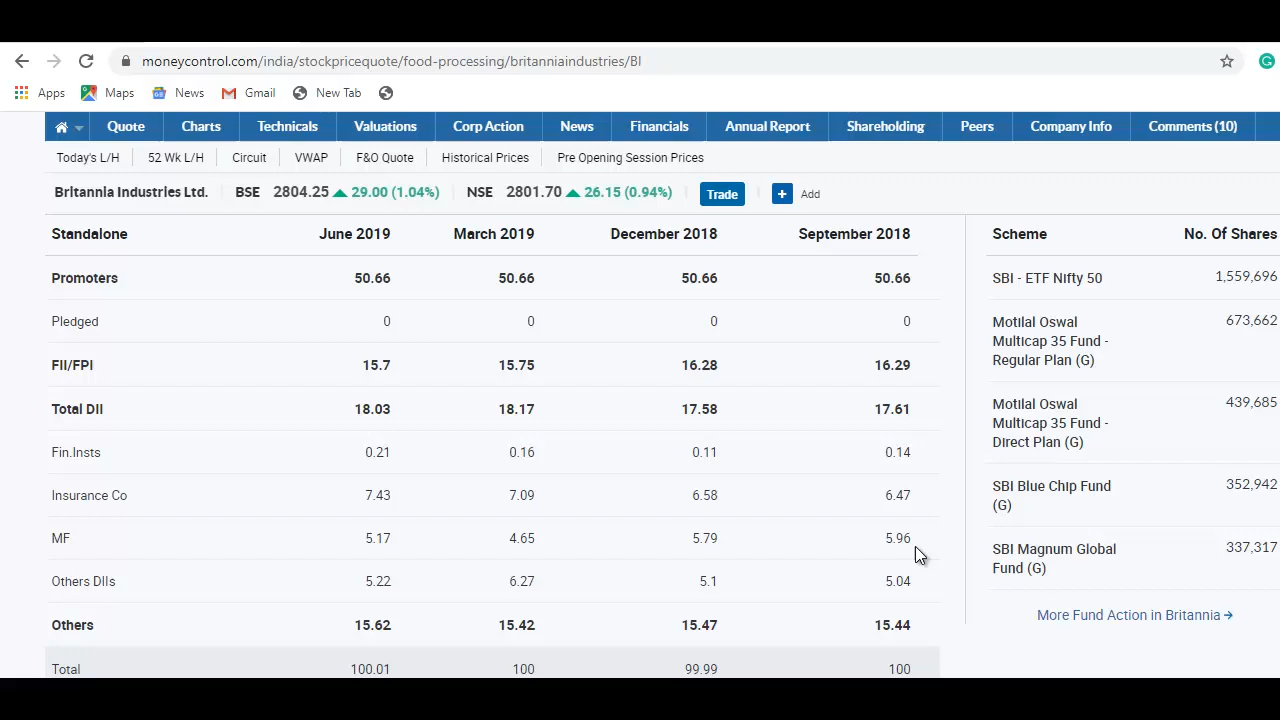 moneycontrol.com/india/stockpricequote/food-processing/britanniaindustries/BI
Apps Maps News Gmail New Tab
Quote Charts Technicals Valuations Corp Action News Financials Annual Report Shareholding Peers Company Info Comments (10)
Today's L/H 52 Wk L/H Circuit VWAP F&O Quote Historical Prices Pre Opening Session Prices
Britannia Industries Ltd. BSE 2804.25 29.00 (1.04%) NSE 2801.70 26.15 (0.94%) Trade + Add
Standalone June 2019 March 2019 December 2018 September 2018
Promoters 50.66 50.66 50.66 50.66
Pledged 0 0 0 0
FII/FPI 15.7 15.75 16.28 16.29
Total DII 18.03 18.17 17.58 17.61
Fin.Insts 0.21 0.16 0.11 0.14
Insurance Co 7.43 7.09 6.58 6.47
MF 5.17 4.65 5.79 5.96
Others DIIs 5.22 6.27 5.1 5.04
Others 15.62 15.42 15.47 15.44
Total 100.01 100 99.99 100
Scheme No. Of Shares
SBI - ETF Nifty 50 1,559,696
Motilal Oswal 673,662
Multicap 35 Fund -
Regular Plan (G)
Motilal Oswal 439,685
Multicap 35 Fund -
Direct Plan (G)
SBI Blue Chip Fund 352,942
(G)
SBI Magnum Global 337,317
Fund (G)
More Fund Action in Britannia